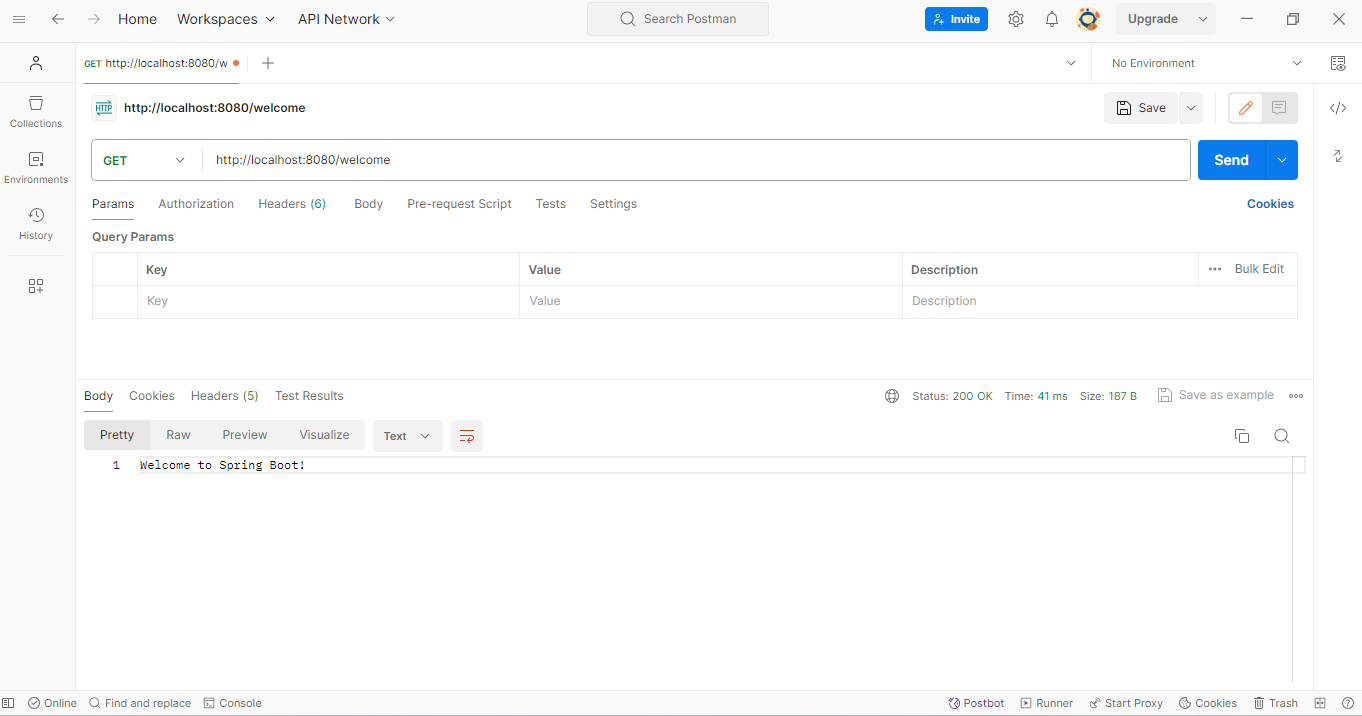 Home Workspaces API Network Search Postman Invite Upgrade
GET http://localhost:8080/w No Environment
HTTP http://localhost:8080/welcome Save
Collections
Environments
History
GET http://localhost:8080/welcome Send
Params Authorization Headers (6) Body Pre-request Script Tests Settings Cookies
Query Params
Key Value Description Bulk Edit
Key Value Description
Body Cookies Headers (5) Test Results Status: 200 OK Time: 41 ms Size: 187 B Save as example
Pretty Raw Preview Visualize Text
1 Welcome to Spring Boot!
Online Find and replace Console Postbot Runner Start Proxy Cookies Trash